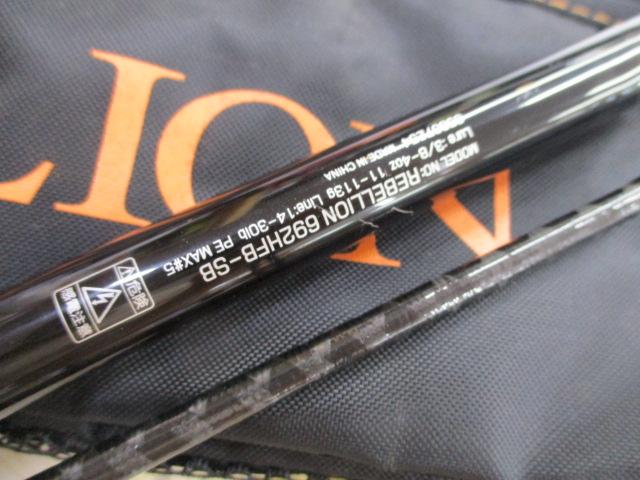 LION
MODEL NO:REBELLION 692HFB-SB
Lure:3/8-4oz 11-113g Line:14-30lb PE MAX#5
MADE IN CHINA
⚠危険
感電注意